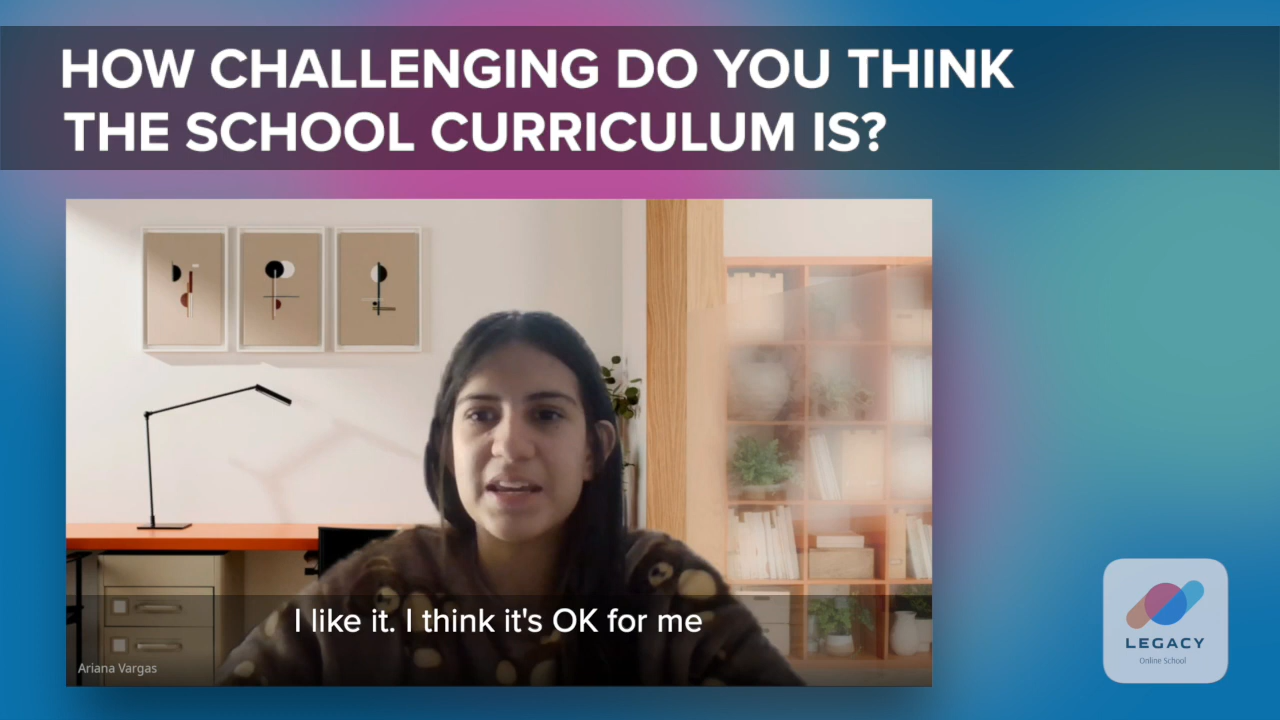 HOW CHALLENGING DO YOU THINK
THE SCHOOL CURRICULUM IS?
I like it. I think it's OK for me
Ariana Vargas
LEGACY
Online School